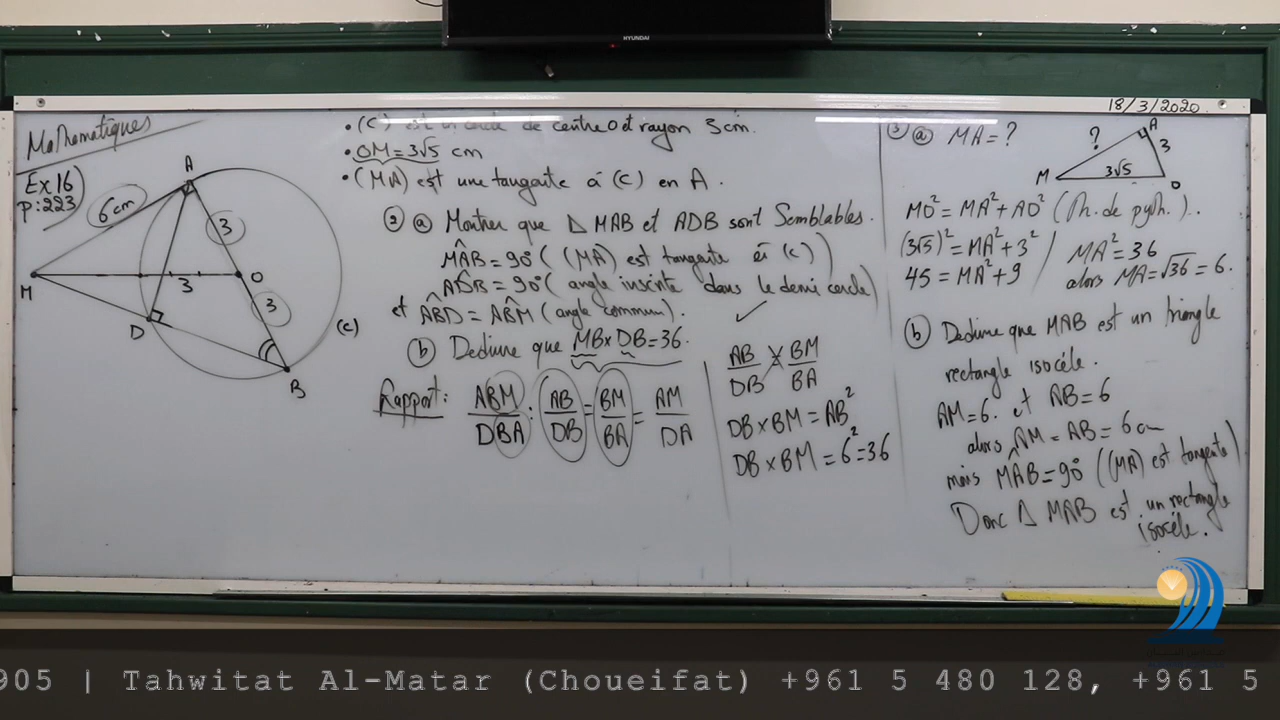 HYUNDAI
18/3/2020
Mathématiques
Ex 16
p:223
A
6cm
3
M
3
O
3
D
(C)
B
• (C) est un cercle de centre O et rayon 3 cm.
• OM = 3√5 cm
• (MA) est une tangente à (C) en A.
② ⓐ Montrer que Δ MAB et ADB sont Semblables.
MÂB = 90° ( (MA) est tangente à (C) )
AD̂B = 90° ( angle inscrite dans le demi cercle)
et AB̂D = AB̂M (angle commun).
ⓑ Deduire que MB × DB = 36.
Rapport: ABM/DBA : AB/DB = BM/BA = AM/DA
AB/DB = BM/BA
DB × BM = AB²
DB × BM = 6² = 36
③ ⓐ MA = ?
A
?
3
M
3√5
O
MO² = MA² + AO² (Th. de pyth.)..
(3√5)² = MA² + 3²
45 = MA² + 9
MA² = 36
alors MA = √36 = 6.
ⓑ Deduire que MAB est un triangle
rectangle isocéle.
AM = 6. et AB = 6
alors AM = AB = 6 cm
mais MÂB = 90° ((MA) est tangente)
Donc Δ MAB est un rectangle
isocéle.
905 | Tahwitat Al-Matar (Choueifat) +961 5 480 128, +961 5